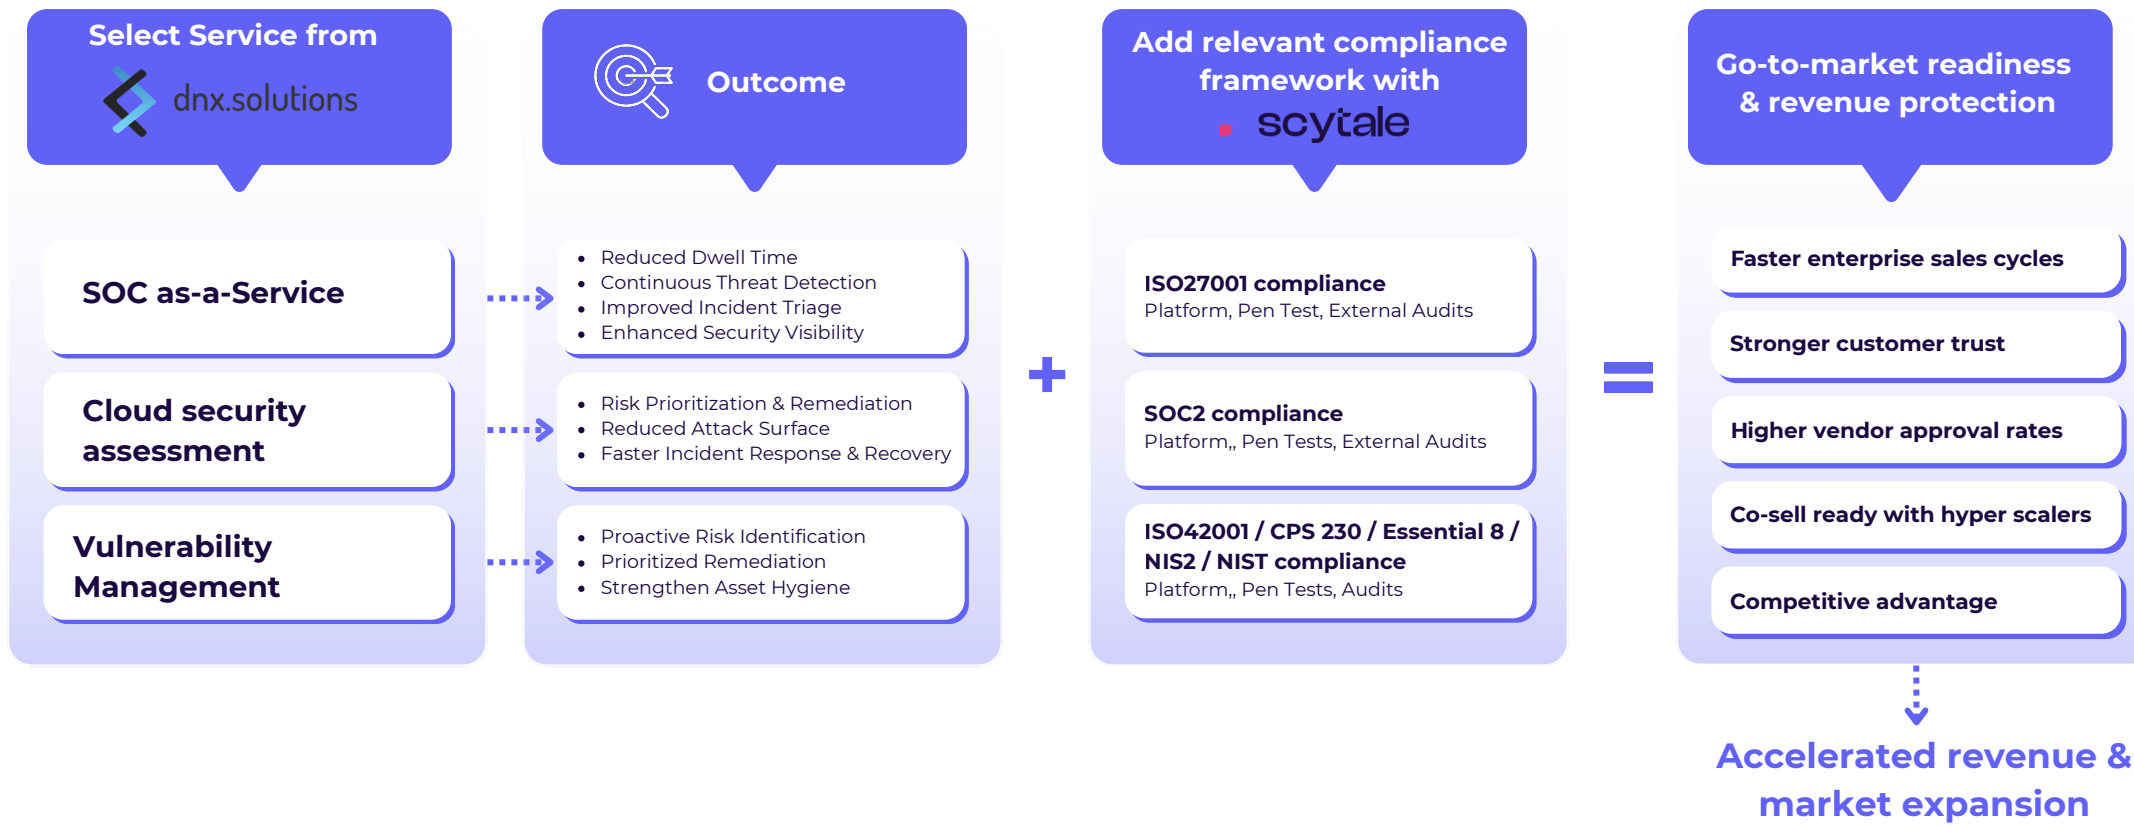 Select Service from
dnx.solutions
SOC as-a-Service
Cloud security
assessment
Vulnerability
Management
Outcome
• Reduced Dwell Time
• Continuous Threat Detection
• Improved Incident Triage
• Enhanced Security Visibility
• Risk Prioritization & Remediation
• Reduced Attack Surface
• Faster Incident Response & Recovery
• Proactive Risk Identification
• Prioritized Remediation
• Strengthen Asset Hygiene
+
Add relevant compliance
framework with
scytale
ISO27001 compliance
Platform, Pen Test, External Audits
SOC2 compliance
Platform,, Pen Tests, External Audits
ISO42001 / CPS 230 / Essential 8 /
NIS2 / NIST compliance
Platform,, Pen Tests, Audits
=
Go-to-market readiness
& revenue protection
Faster enterprise sales cycles
Stronger customer trust
Higher vendor approval rates
Co-sell ready with hyper scalers
Competitive advantage
Accelerated revenue &
market expansion